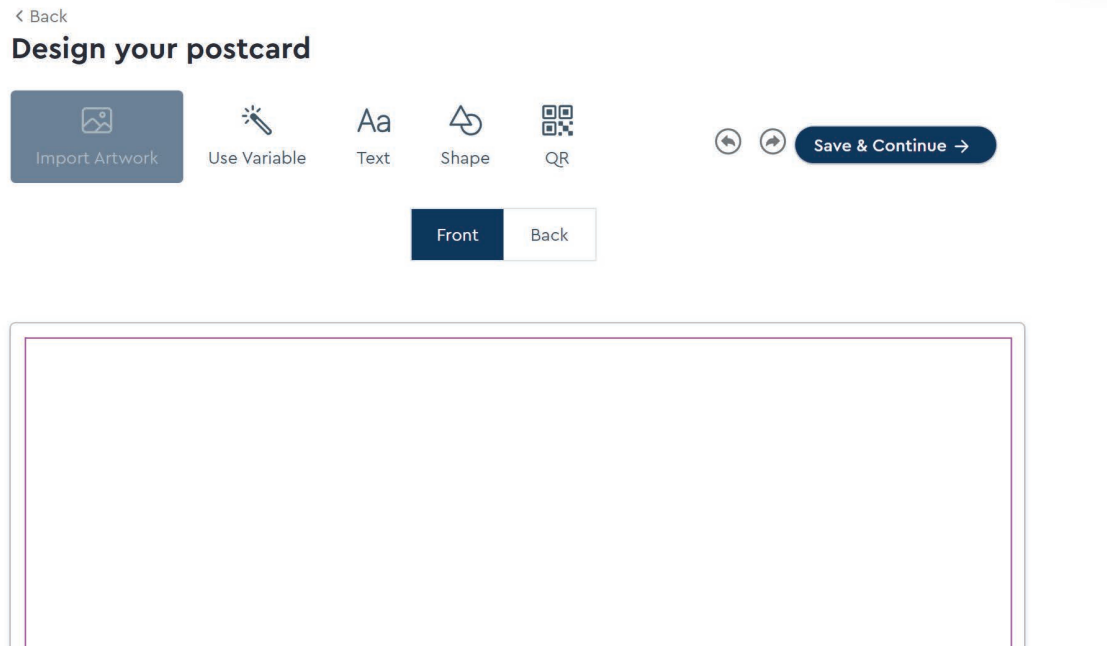 Back
Design your postcard
Import Artwork
Use Variable
Aa
Text
Shape
QR
Save & Continue →
Front
Back